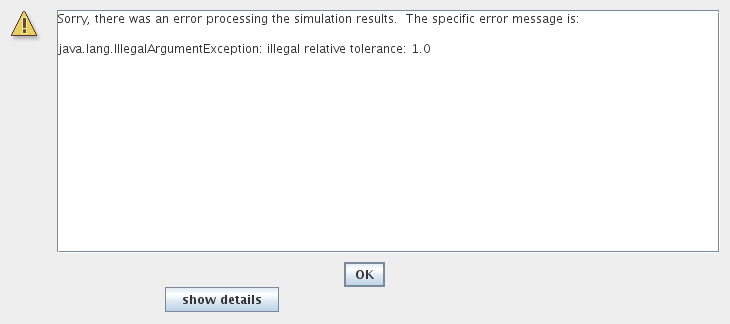 Sorry, there was an error processing the simulation results.  The specific error message is:
java.lang.IllegalArgumentException: illegal relative tolerance: 1.0
OK
show details